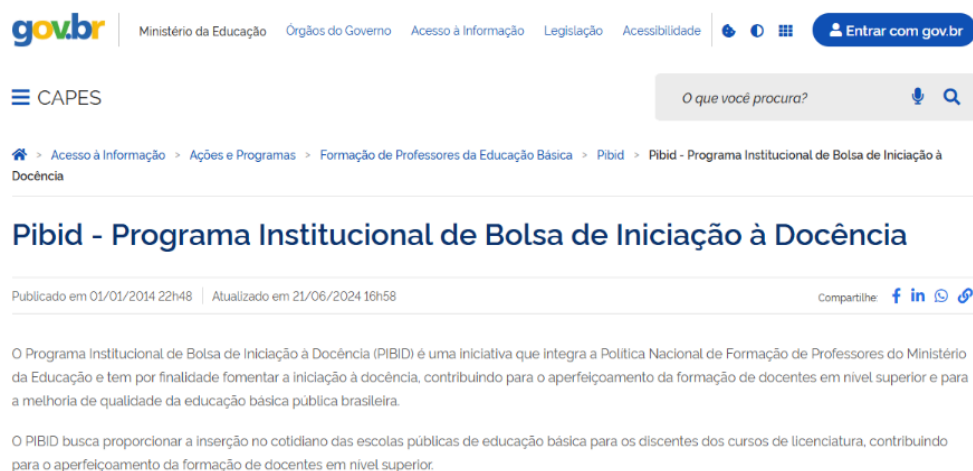 gov.br
Ministério da Educação Órgãos do Governo Acesso à Informação Legislação Acessibilidade Entrar com gov.br
CAPES O que você procura?
> Acesso à Informação > Ações e Programas > Formação de Professores da Educação Básica > Pibid > Pibid - Programa Institucional de Bolsa de Iniciação à
Docência
Pibid - Programa Institucional de Bolsa de Iniciação à Docência
Publicado em 01/01/2014 22h48 Atualizado em 21/06/2024 16h58 Compartilhe:
O Programa Institucional de Bolsa de Iniciação à Docência (PIBID) é uma iniciativa que integra a Política Nacional de Formação de Professores do Ministério
da Educação e tem por finalidade fomentar a iniciação à docência, contribuindo para o aperfeiçoamento da formação de docentes em nível superior e para
a melhoria de qualidade da educação básica pública brasileira.
O PIBID busca proporcionar a inserção no cotidiano das escolas públicas de educação básica para os discentes dos cursos de licenciatura, contribuindo
para o aperfeiçoamento da formação de docentes em nível superior.